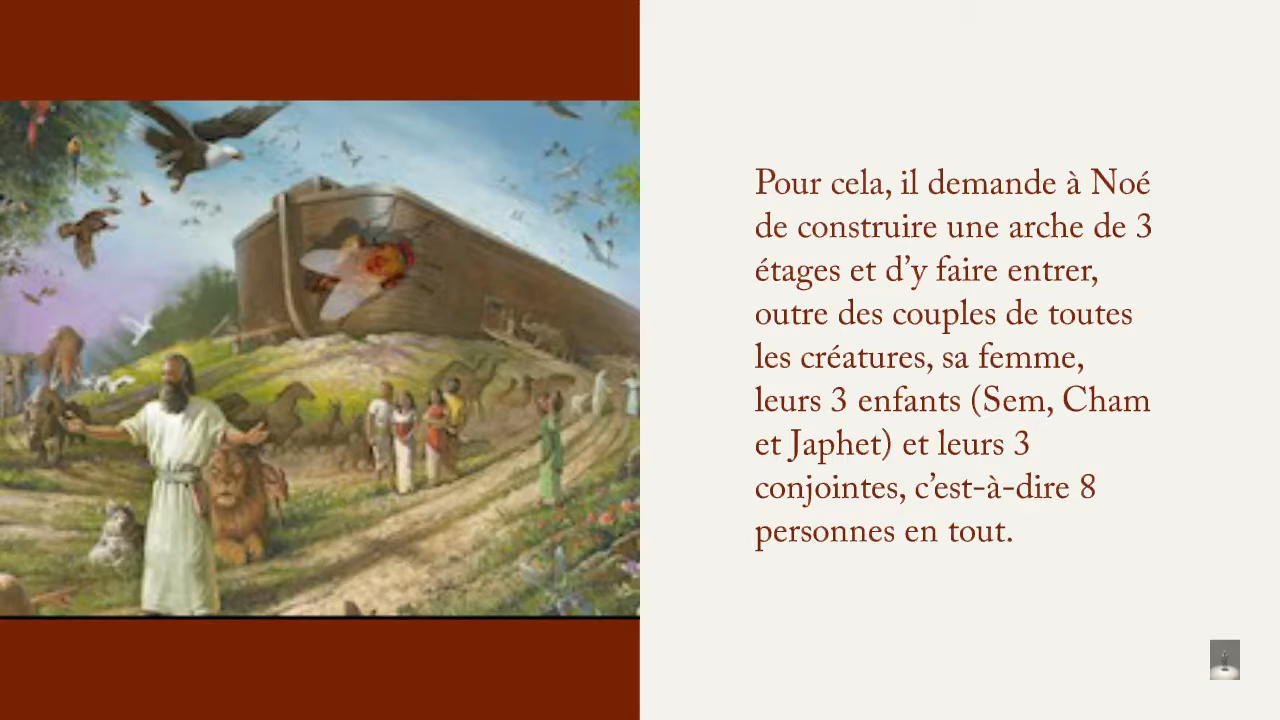 Pour cela, il demande à Noé
de construire une arche de 3
étages et d’y faire entrer,
outre des couples de toutes
les créatures, sa femme,
leurs 3 enfants (Sem, Cham
et Japhet) et leurs 3
conjointes, c’est-à-dire 8
personnes en tout.